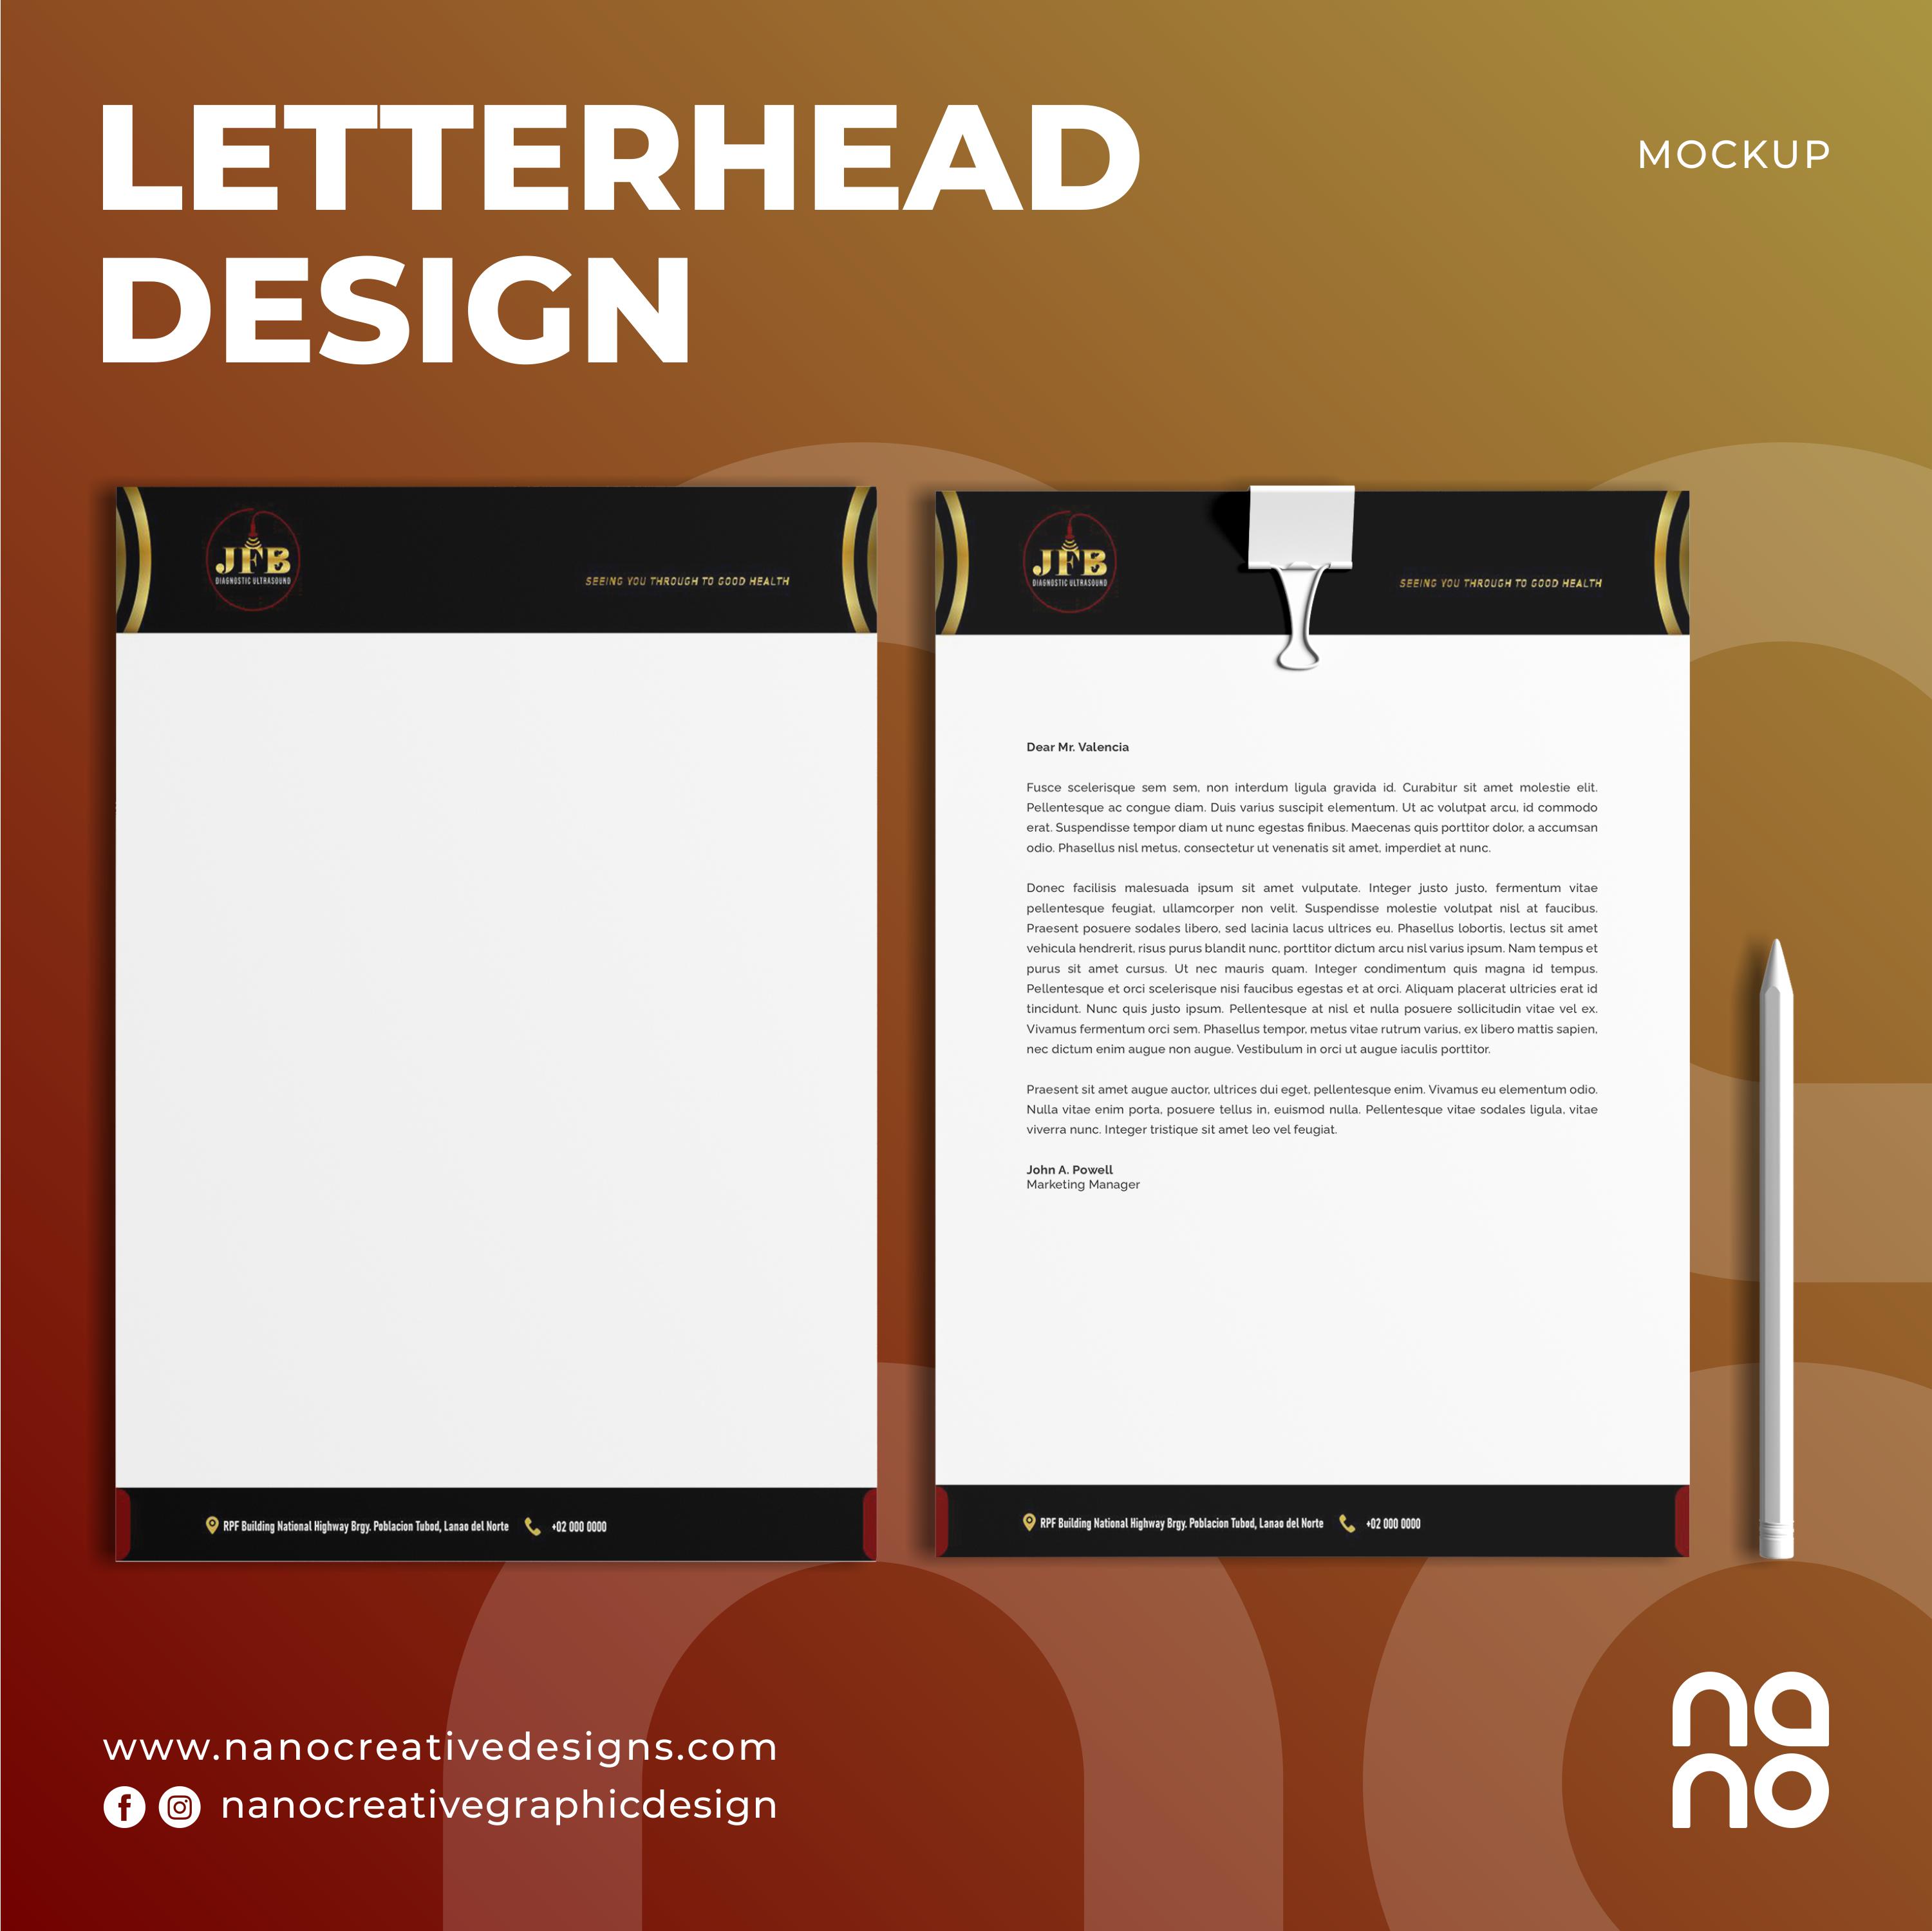 LETTERHEAD
DESIGN
MOCKUP
JFB
DIAGNOSTIC ULTRASOUND
SEEING YOU THROUGH TO GOOD HEALTH
RPF Building National Highway Brgy. Poblacion Tubod, Lanao del Norte
+02 000 0000
JFB
DIAGNOSTIC ULTRASOUND
SEEING YOU THROUGH TO GOOD HEALTH
Dear Mr. Valencia
Fusce scelerisque sem sem, non interdum ligula gravida id. Curabitur sit amet molestie elit.
Pellentesque ac congue diam. Duis varius suscipit elementum. Ut ac volutpat arcu, id commodo
erat. Suspendisse tempor diam ut nunc egestas finibus. Maecenas quis porttitor dolor, a accumsan
odio. Phasellus nisl metus, consectetur ut venenatis sit amet, imperdiet at nunc.
Donec facilisis malesuada ipsum sit amet vulputate. Integer justo justo, fermentum vitae
pellentesque feugiat, ullamcorper non velit. Suspendisse molestie volutpat nisl at faucibus.
Praesent posuere sodales libero, sed lacinia lacus ultrices eu. Phasellus lobortis, lectus sit amet
vehicula hendrerit, risus purus blandit nunc, porttitor dictum arcu nisl varius ipsum. Nam tempus et
purus sit amet cursus. Ut nec mauris quam. Integer condimentum quis magna id tempus.
Pellentesque et orci scelerisque nisi faucibus egestas et at orci. Aliquam placerat ultricies erat id
tincidunt. Nunc quis justo ipsum. Pellentesque at nisl et nulla posuere sollicitudin vitae vel ex.
Vivamus fermentum orci sem. Phasellus tempor, metus vitae rutrum varius, ex libero mattis sapien,
nec dictum enim augue non augue. Vestibulum in orci ut augue iaculis porttitor.
Praesent sit amet augue auctor, ultrices dui eget, pellentesque enim. Vivamus eu elementum odio.
Nulla vitae enim porta, posuere tellus in, euismod nulla. Pellentesque vitae sodales ligula, vitae
viverra nunc. Integer tristique sit amet leo vel feugiat.
John A. Powell
Marketing Manager
RPF Building National Highway Brgy. Poblacion Tubod, Lanao del Norte
+02 000 0000
www.nanocreativedesigns.com
nanocreativegraphicdesign
na
no